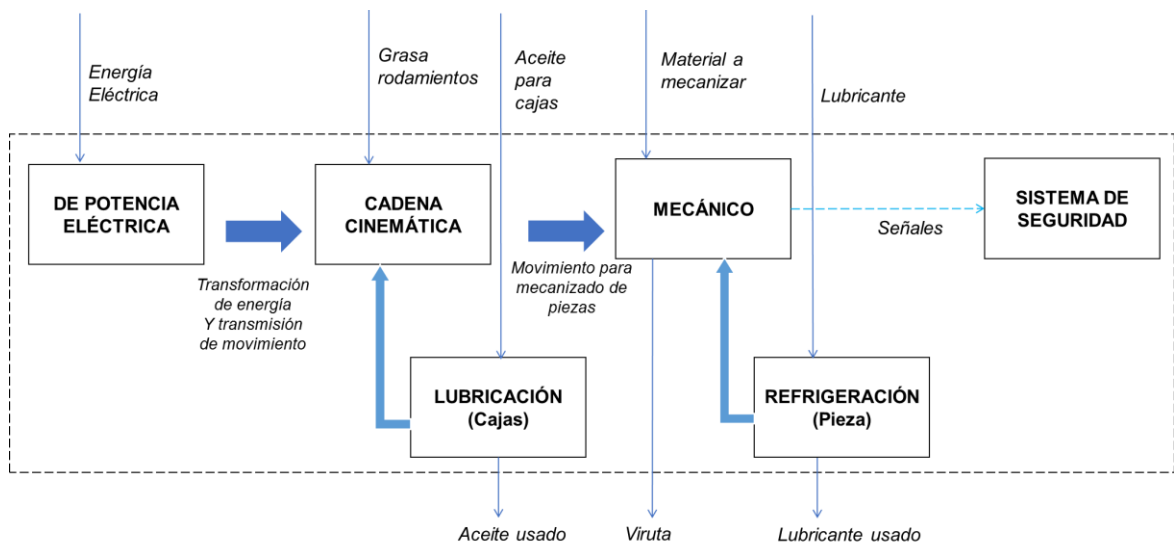 Energía
Eléctrica
Grasa
rodamientos
Aceite
para
cajas
Material a
mecanizar
Lubricante
DE POTENCIA
ELÉCTRICA
CADENA
CINEMÁTICA
MECÁNICO
SISTEMA DE
SEGURIDAD
Señales
Transformación
de energía
Y transmisión
de movimiento
Movimiento para
mecanizado de
piezas
LUBRICACIÓN
(Cajas)
REFRIGERACIÓN
(Pieza)
Aceite usado
Viruta
Lubricante usado